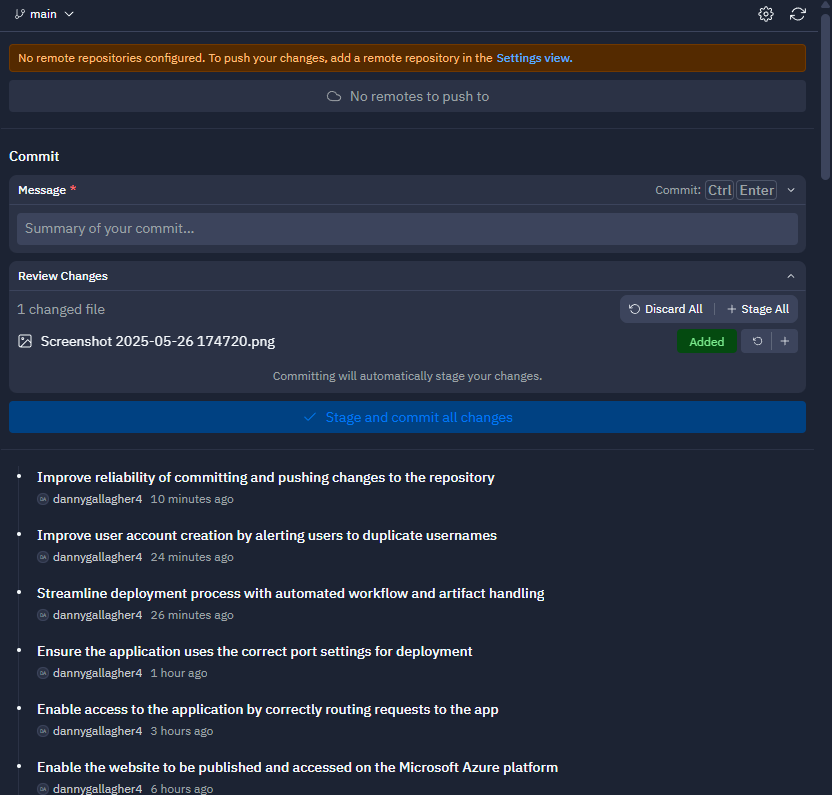 main
No remote repositories configured. To push your changes, add a remote repository in the Settings view.
No remotes to push to
Commit
Message * Commit: Ctrl Enter
Summary of your commit...
Review Changes
1 changed file Discard All + Stage All
Screenshot 2025-05-26 174720.png Added +
Committing will automatically stage your changes.
Stage and commit all changes
Improve reliability of committing and pushing changes to the repository
DA dannygallagher4 10 minutes ago
Improve user account creation by alerting users to duplicate usernames
DA dannygallagher4 24 minutes ago
Streamline deployment process with automated workflow and artifact handling
DA dannygallagher4 26 minutes ago
Ensure the application uses the correct port settings for deployment
DA dannygallagher4 1 hour ago
Enable access to the application by correctly routing requests to the app
DA dannygallagher4 3 hours ago
Enable the website to be published and accessed on the Microsoft Azure platform
DA dannygallagher4 6 hours ago